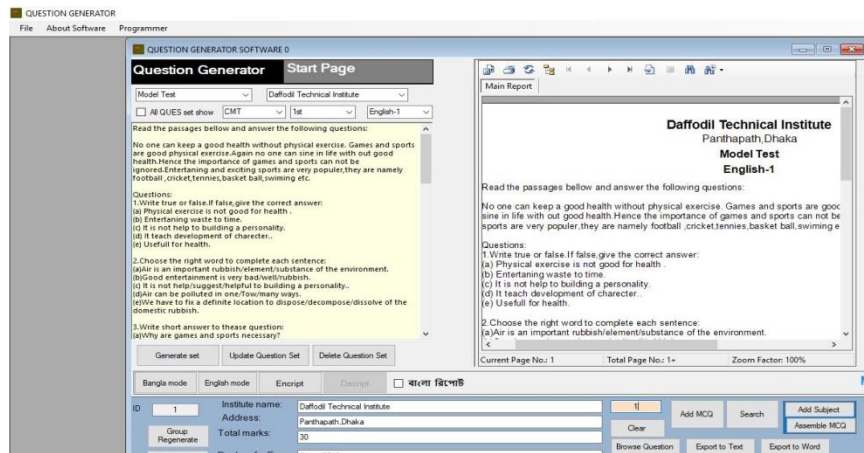 QUESTION GENERATOR
File About Software Programmer
QUESTION GENERATOR SOFTWARE 0
Question Generator Start Page
Model Test Daffodil Technical Institute
All QUES set show CMT 1st English-1
Read the passages bellow and answer the following questions:
No one can keep a good health without physical exercise. Games and sports
are good physical exercise.Again no one can sine in life with out good
health.Hence the importance of games and sports can not be
ignored.Entertaining and exciting sports are very populer,they are namely
football ,cricket,tennies,basket ball,swiming etc.
Questions:
1.Write true or false.If false,give the correct answer:
(a) Physical exercise is not good for health .
(b) Entertaning waste to time.
(c) It is not help to building a personality.
(d) It teach development of charecter..
(e) Usefull for health.
2.Choose the right word to complete each sentence:
(a)Air is an important rubbish/element/substance of the environment.
(b)Good entertainment is very bad/well/rubbish.
(c) It is not help/suggest/helpful to building a personality..
(d)Air can be polluted in one/Tow/many ways.
(e)We have to fix a definite location to dispose/decompose/dissolve of the
domestic rubbish.
3.Write short answer to thease question:
(a)Why are games and sports necessary?
Generate set Update Question Set Delete Question Set
Main Report
Daffodil Technical Institute
Panthapath,Dhaka
Model Test
English-1
Read the passages bellow and answer the following questions:
No one can keep a good health without physical exercise. Games and sports are good
sine in life with out good health.Hence the importance of games and sports can not be
sports are very populer,they are namely football ,cricket,tennies,basket ball,swiming e
Questions:
1.Write true or false.If false,give the correct answer:
(a) Physical exercise is not good for health .
(b) Entertaning waste to time.
(c) It is not help to building a personality.
(d) It teach development of charecter..
(e) Usefull for health.
2.Choose the right word to complete each sentence:
(a)Air is an important rubbish/element/substance of the environment.
Current Page No.: 1 Total Page No.: 1+ Zoom Factor: 100%
Bangla mode English mode Encript Decript বাংলা রিপোর্ট
ID 1 Institute name: Daffodil Technical Institute
Address: Panthapath,Dhaka
Group Regenerate Total marks: 30
1 Add MCQ Search Add Subject
Clear Assemble MCQ
Browse Question Export to Text Export to Word